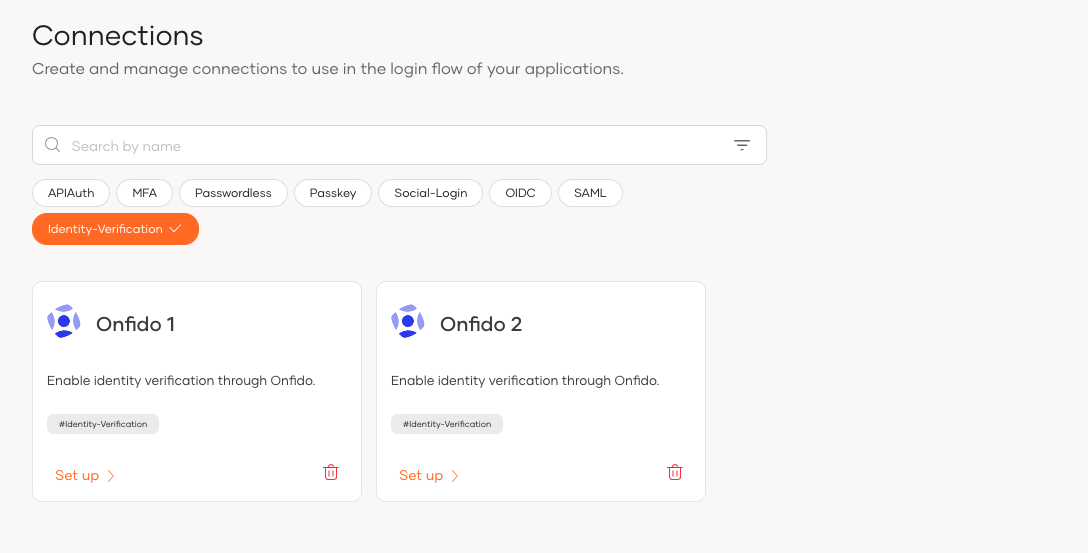 Connections
Create and manage connections to use in the login flow of your applications.
Search by name
APIAuth MFA Passwordless Passkey Social-Login OIDC SAML
Identity-Verification
Onfido 1
Enable identity verification through Onfido.
#Identity-Verification
Set up
Onfido 2
Enable identity verification through Onfido.
#Identity-Verification
Set up